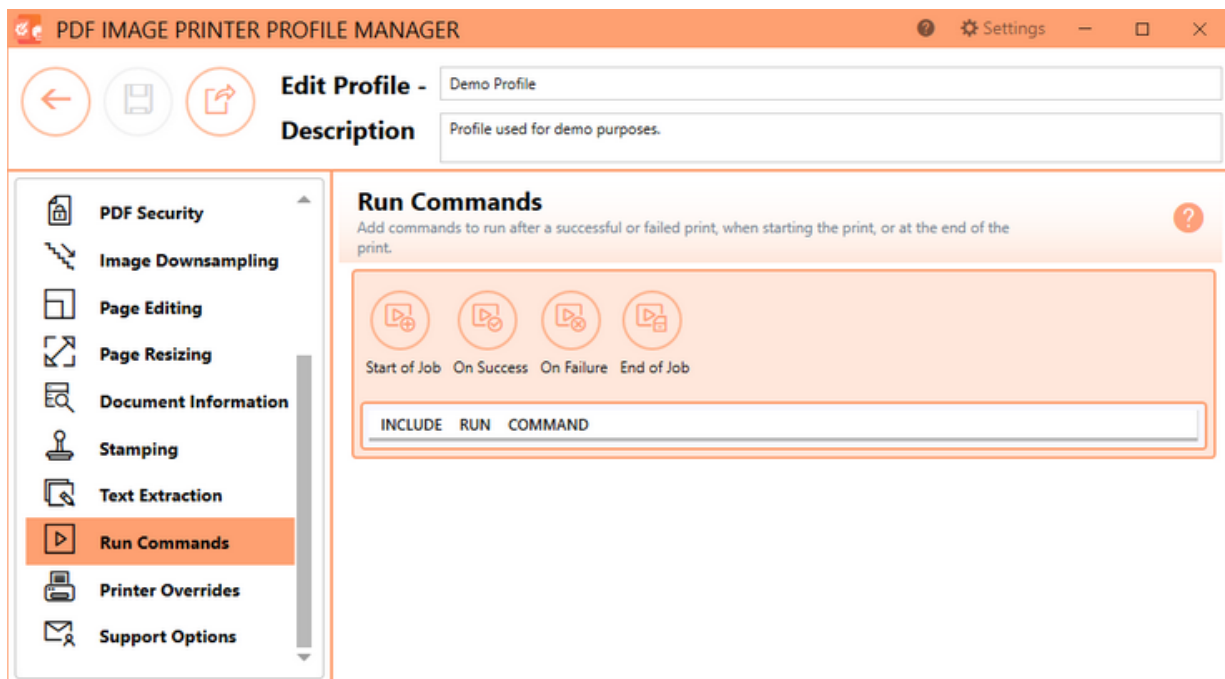 PDF IMAGE PRINTER PROFILE MANAGER
? Settings
Edit Profile - Demo Profile
Description Profile used for demo purposes.
PDF Security
Image Downsampling
Page Editing
Page Resizing
Document Information
Stamping
Text Extraction
Run Commands
Printer Overrides
Support Options
Run Commands
?
Add commands to run after a successful or failed print, when starting the print, or at the end of the
print.
Start of Job On Success On Failure End of Job
INCLUDE RUN COMMAND